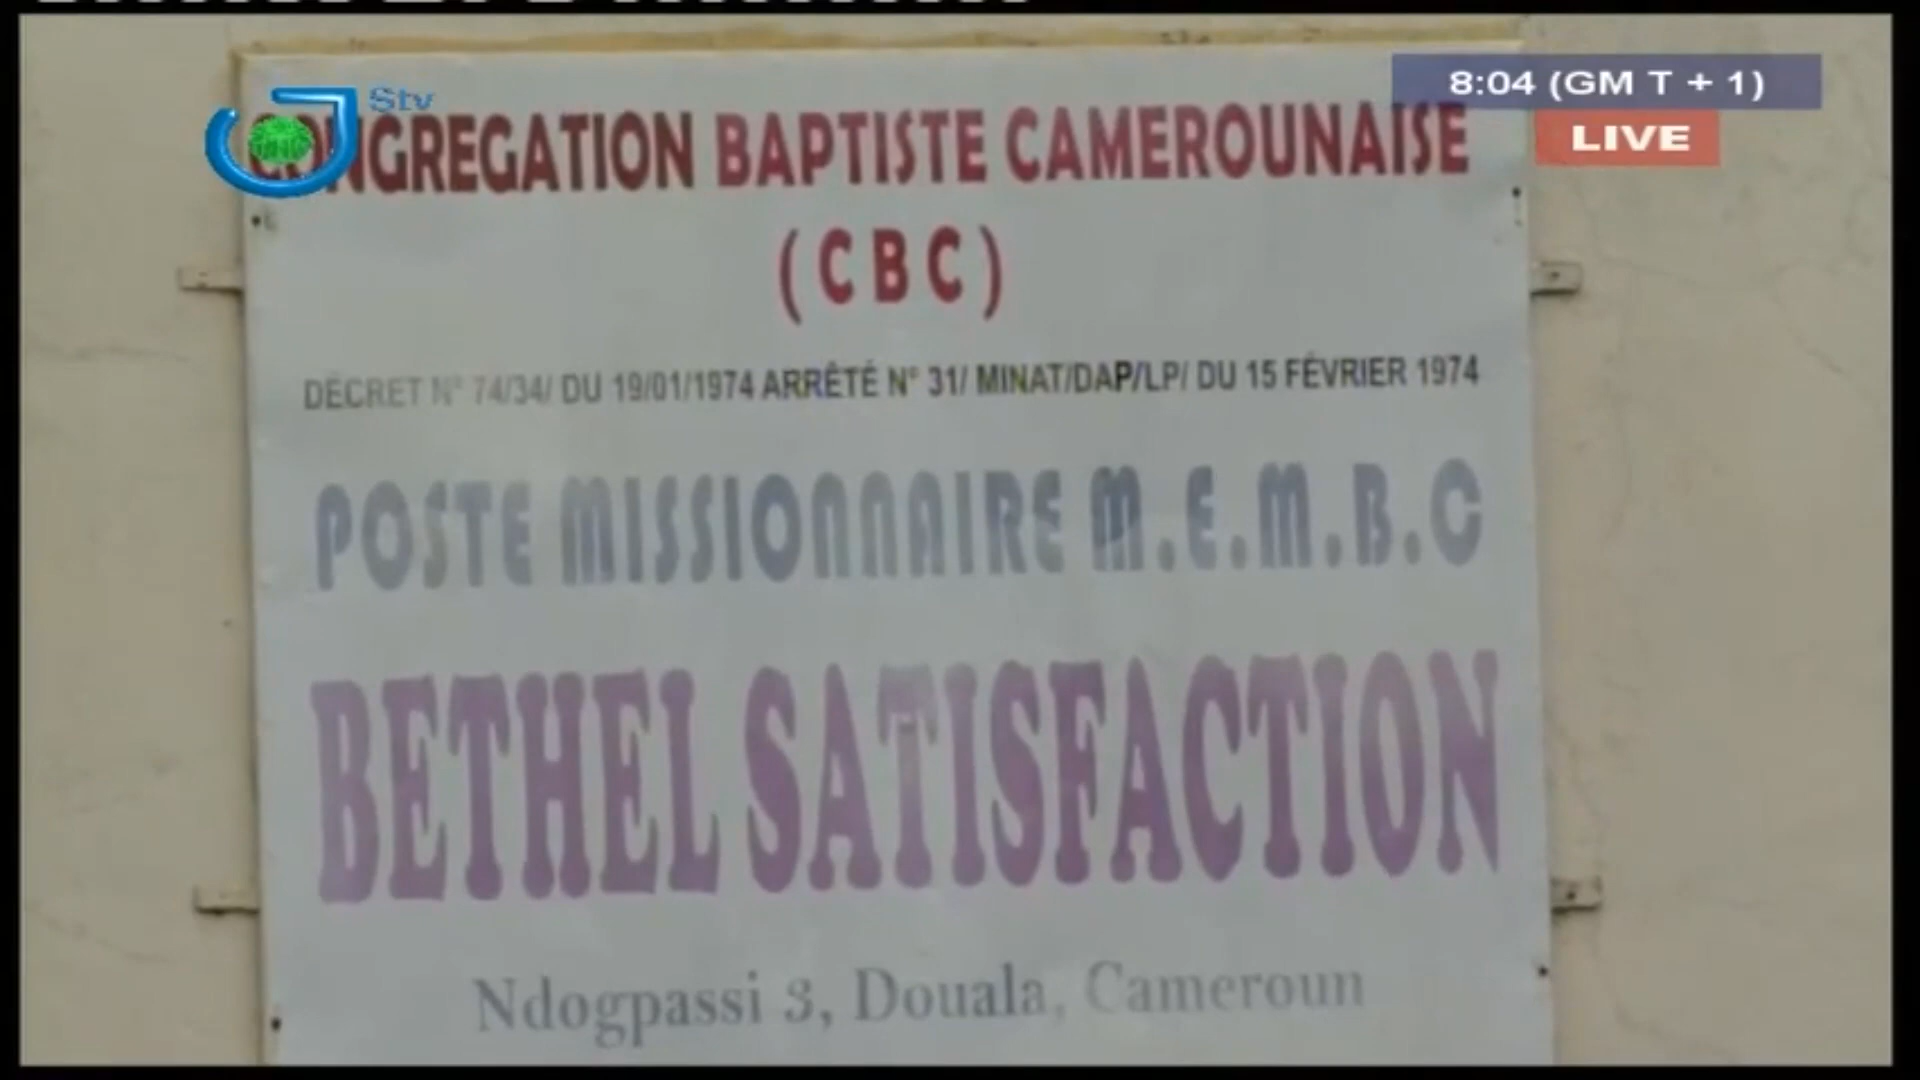 Stv
8:04 (GM T + 1)
LIVE
CONGREGATION BAPTISTE CAMEROUNAISE
( C B C )
DÉCRET N° 74/34/ DU 19/01/1974 ARRÊTÉ N° 31/ MINAT/DAP/LP/ DU 15 FÉVRIER 1974
POSTE MISSIONNAIRE M.E.M.B.C
BETHEL SATISFACTION
Ndogpassi 3, Douala, Cameroun